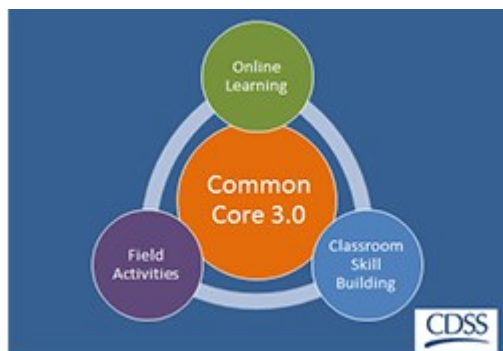 Online
Learning
Common
Core 3.0
Field
Activities
Classroom
Skill
Building
CDSS